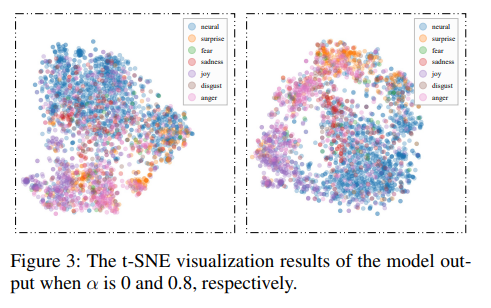 neural
surprise
fear
sadness
joy
disgust
anger
neural
surprise
fear
sadness
joy
disgust
anger
Figure 3: The t-SNE visualization results of the model out-
put when α is 0 and 0.8, respectively.